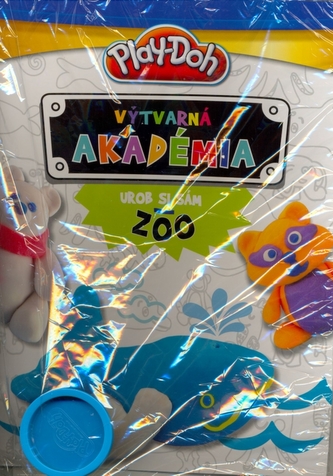 PLAY-DOH
VÝTVARNÁ
AKADÉMIA
UROB SI SÁM
ZOO